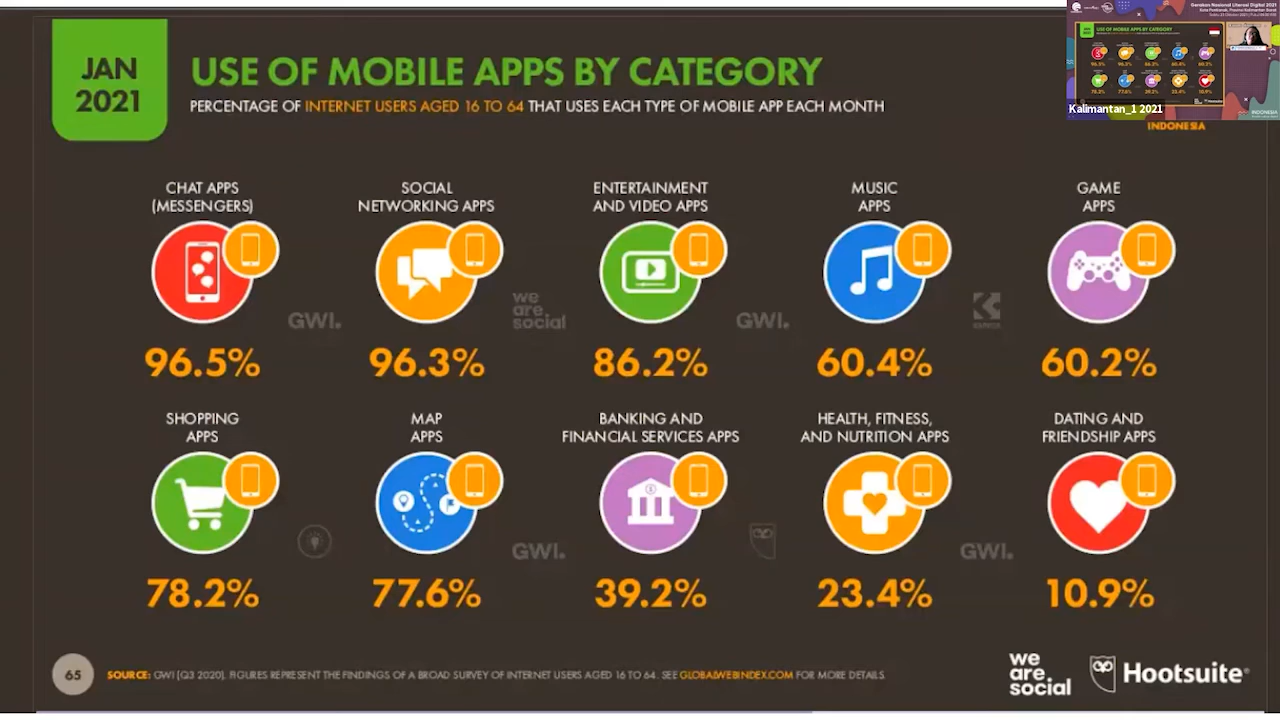 JAN
2021
USE OF MOBILE APPS BY CATEGORY
PERCENTAGE OF INTERNET USERS AGED 16 TO 64 THAT USES EACH TYPE OF MOBILE APP EACH MONTH
Gerakan Nasional Literasi Digital 2021
Kalimantan_1 2021
INDONESIA
CHAT APPS
(MESSENGERS)
SOCIAL
NETWORKING APPS
ENTERTAINMENT
AND VIDEO APPS
MUSIC
APPS
GAME
APPS
GWI.
we
are
social
GWI.
96.5%
96.3%
86.2%
60.4%
60.2%
SHOPPING
APPS
MAP
APPS
BANKING AND
FINANCIAL SERVICES APPS
HEALTH, FITNESS,
AND NUTRITION APPS
DATING AND
FRIENDSHIP APPS
GWI.
GWI.
78.2%
77.6%
39.2%
23.4%
10.9%
65
SOURCE: GWI (Q3 2020). FIGURES REPRESENT THE FINDINGS OF A BROAD SURVEY OF INTERNET USERS AGED 16 TO 64. SEE GLOBALWEBINDEX.COM FOR MORE DETAILS.
we
are
social
Hootsuite®